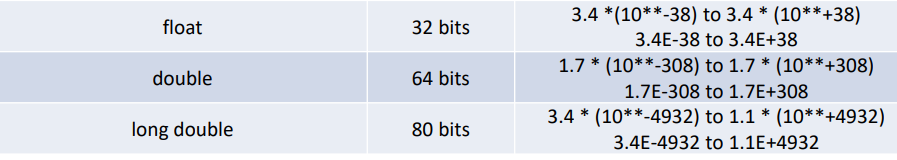 float 32 bits 3.4 *(10**-38) to 3.4 * (10**+38)
3.4E-38 to 3.4E+38
double 64 bits 1.7 * (10**-308) to 1.7 * (10**+308)
1.7E-308 to 1.7E+308
long double 80 bits 3.4 * (10**-4932) to 1.1 * (10**+4932)
3.4E-4932 to 1.1E+4932